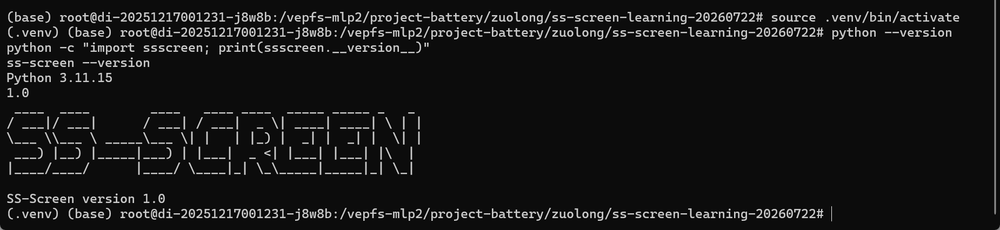 (base) root@di-20251217001231-j8w8b:/vepfs-mlp2/project-battery/zuolong/ss-screen-learning-20260722# source .venv/bin/activate
(.venv) (base) root@di-20251217001231-j8w8b:/vepfs-mlp2/project-battery/zuolong/ss-screen-learning-20260722# python --version
python -c "import ssscreen; print(ssscreen.__version__)"
ss-screen --version
Python 3.11.15
1.0
  ____  ____        ____   ____ ____  _____ _____ _   _
/ ___|/ ___|      / ___| / ___|  _ \| ____| ____| \ | |
\___ \\___ \ _____\___ \| |   | |_) |  _| |  _| |  \| |
 ___) |__) |_____|___) | |___|  _ <| |___| |___| |\  |
|____/____/      |____/ \____|_| \_\_____|_____|_| \_|
SS-Screen version 1.0
(.venv) (base) root@di-20251217001231-j8w8b:/vepfs-mlp2/project-battery/zuolong/ss-screen-learning-20260722#